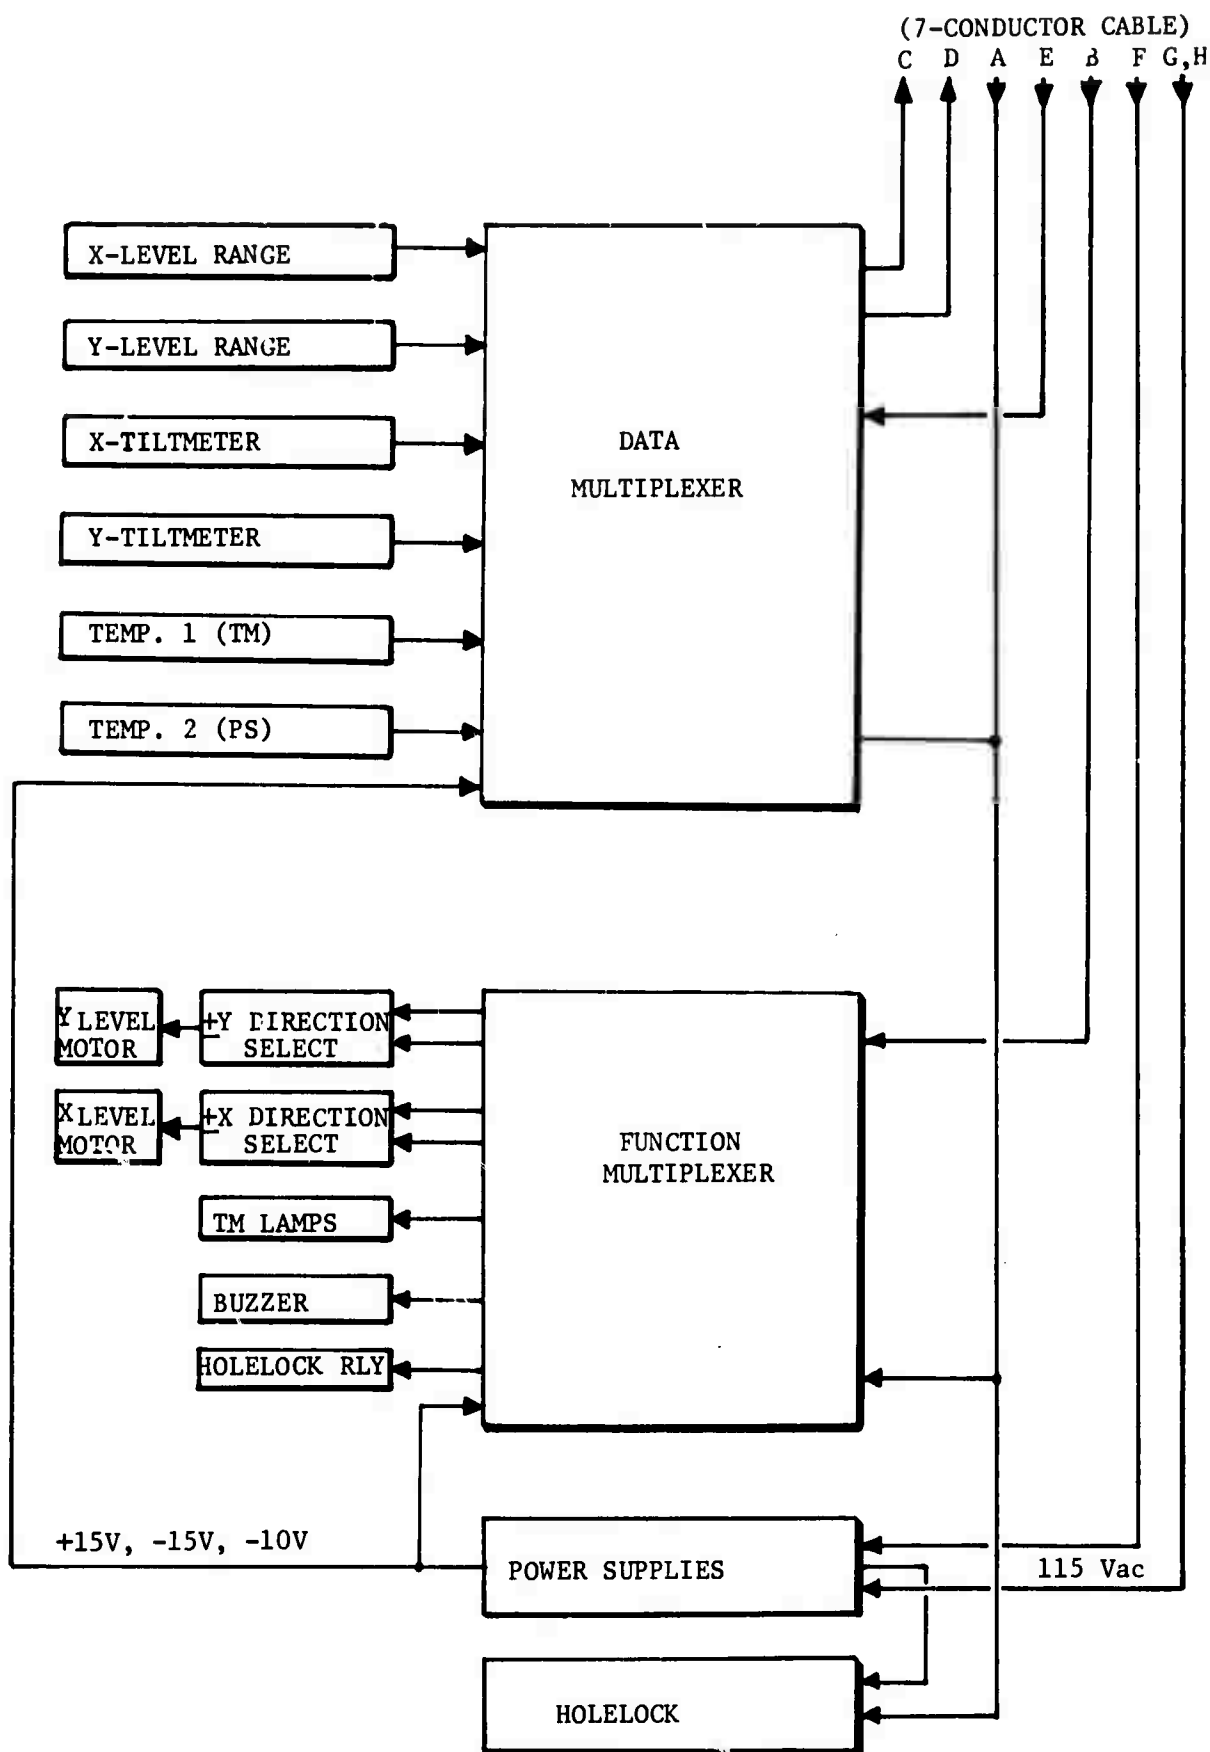 (7-CONDUCTOR CABLE)
C D A E B F G,H
X-LEVEL RANGE
Y-LEVEL RANGE
X-TILTMETER
DATA
MULTIPLEXER
Y-TILTMETER
TEMP. 1 (TM)
TEMP. 2 (PS)
Y LEVEL
MOTOR
±Y DIRECTION
SELECT
X LEVEL
MOTOR
±X DIRECTION
SELECT
FUNCTION
MULTIPLEXER
TM LAMPS
BUZZER
HOLELOCK RLY
+15V, -15V, -10V
POWER SUPPLIES
115 Vac
HOLELOCK